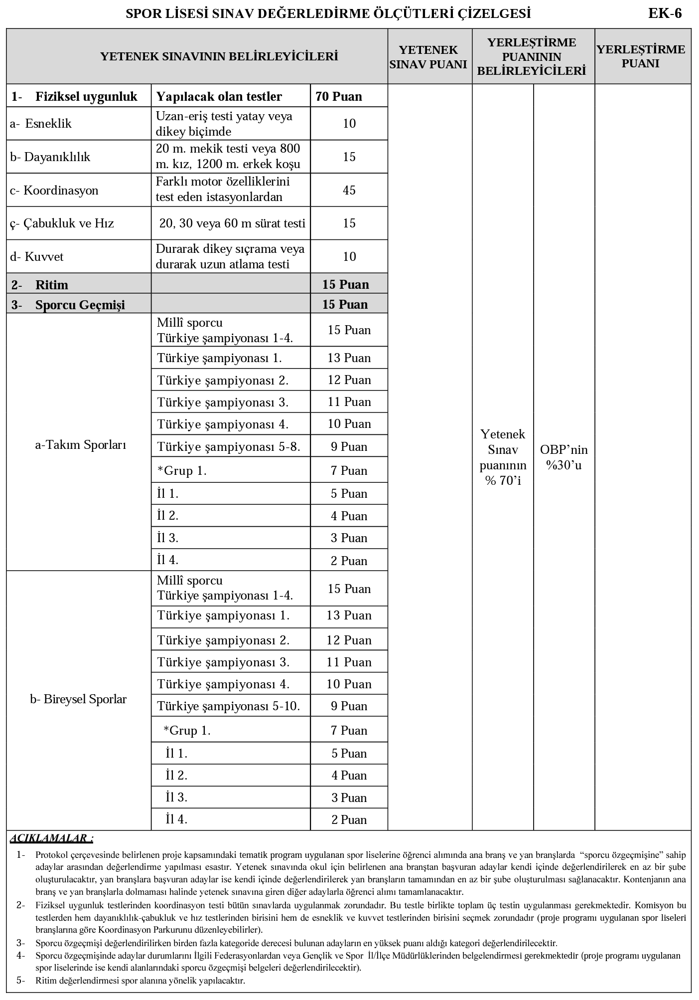 SPOR LİSESİ SINAV DEĞERLEDİRME ÖLÇÜTLERİ ÇİZELGESİ EK-6
YETENEK SINAVININ BELİRLEYİCİLERİ
YETENEK
SINAV PUANI
YERLEŞTİRME
PUANININ
BELİRLEYİCİLERİ
YERLEŞTİRME
PUANI
1- Fiziksel uygunluk Yapılacak olan testler 70 Puan
a- Esneklik
Uzan-eriş testi yatay veya
dikey biçimde
10
b- Dayanıklılık
20 m. mekik testi veya 800
m. kız, 1200 m. erkek koşu
15
c- Koordinasyon
Farklı motor özelliklerini
test eden istasyonlardan
45
ç- Çabukluk ve Hız 20, 30 veya 60 m sürat testi 15
d- Kuvvet
Durarak dikey sıçrama veya
durarak uzun atlama testi
10
2- Ritim 15 Puan
3- Sporcu Geçmişi 15 Puan
a-Takım Sporları
Millî sporcu
Türkiye şampiyonası 1-4.
15 Puan
Türkiye şampiyonası 1. 13 Puan
Türkiye şampiyonası 2. 12 Puan
Türkiye şampiyonası 3. 11 Puan
Türkiye şampiyonası 4. 10 Puan
Türkiye şampiyonası 5-8. 9 Puan
*Grup 1. 7 Puan
İl 1. 5 Puan
İl 2. 4 Puan
İl 3. 3 Puan
İl 4. 2 Puan
b- Bireysel Sporlar
Millî sporcu
Türkiye şampiyonası 1-4.
15 Puan
Türkiye şampiyonası 1. 13 Puan
Türkiye şampiyonası 2. 12 Puan
Türkiye şampiyonası 3. 11 Puan
Türkiye şampiyonası 4. 10 Puan
Türkiye şampiyonası 5-10. 9 Puan
*Grup 1. 7 Puan
İl 1. 5 Puan
İl 2. 4 Puan
İl 3. 3 Puan
İl 4. 2 Puan
Yetenek
Sınav
puanının
% 70’i
OBP’nin
%30’u
ACIKLAMALAR :
1- Protokol çerçevesinde belirlenen proje kapsamındaki tematik program uygulanan spor liselerine öğrenci alımında ana branş ve yan branşlarda “sporcu özgeçmişine” sahip
adaylar arasından değerlendirme yapılması esastır. Yetenek sınavında okul için belirlenen ana branştan başvuran adaylar kendi içinde değerlendirilerek en az bir şube
oluşturulacaktır, yan branşlara başvuran adaylar ise kendi içinde değerlendirilerek yan branşların tamamından en az bir şube oluşturulması sağlanacaktır. Kontenjanın ana
branş ve yan branşlarla dolmaması halinde yetenek sınavına giren diğer adaylarla öğrenci alımı tamamlanacaktır.
2- Fiziksel uygunluk testlerinden koordinasyon testi bütün sınavlarda uygulanmak zorundadır. Bu testle birlikte toplam üç testin uygulanması gerekmektedir. Komisyon bu
testlerden hem dayanıklılık-çabukluk ve hız testlerinden birisini hem de esneklik ve kuvvet testlerinden birisini seçmek zorundadır (proje programı uygulanan spor liseleri
branşlarına göre Koordinasyon Parkurunu düzenleyebilirler).
3- Sporcu özgeçmişi değerlendirilirken birden fazla kategoride derecesi bulunan adayların en yüksek puanı aldığı kategori değerlendirilecektir.
4- Sporcu özgeçmişinde adaylar durumlarını İlgili Federasyonlardan veya Gençlik ve Spor İl/İlçe Müdürlüklerinden belgelendirmesi gerekmektedir (proje programı uygulanan
spor liselerinde ise kendi alanlarındaki sporcu özgeçmişi belgeleri değerlendirilecektir).
5- Ritim değerlendirmesi spor alanına yönelik yapılacaktır.